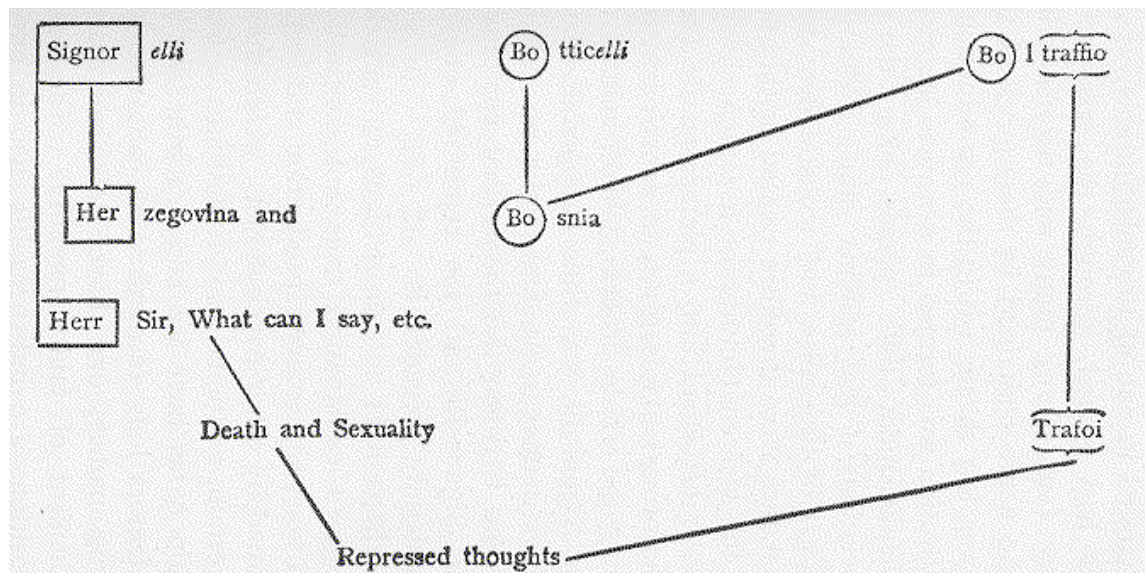 Signor elli Bo tticelli Bo l traffio
Her zegovina and Bo snia
Herr Sir, What can I say, etc.
Death and Sexuality Trafoi
Repressed thoughts